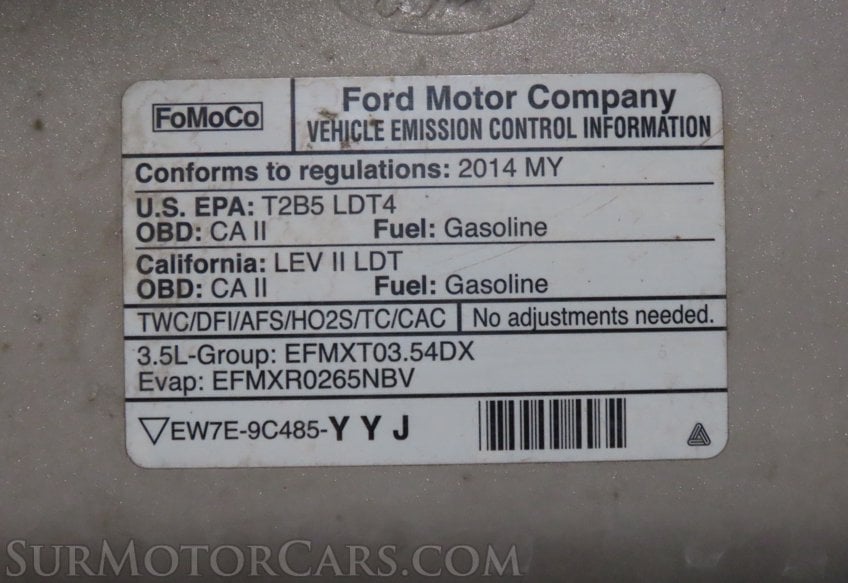 FoMoCo
Ford Motor Company
VEHICLE EMISSION CONTROL INFORMATION
Conforms to regulations: 2014 MY
U.S. EPA: T2B5 LDT4
OBD: CA II Fuel: Gasoline
California: LEV II LDT
OBD: CA II Fuel: Gasoline
TWC/DFI/AFS/HO2S/TC/CAC No adjustments needed.
3.5L-Group: EFMXT03.54DX
Evap: EFMXR0265NBV
EW7E-9C485-YYJ
SURMOTORCARS.COM